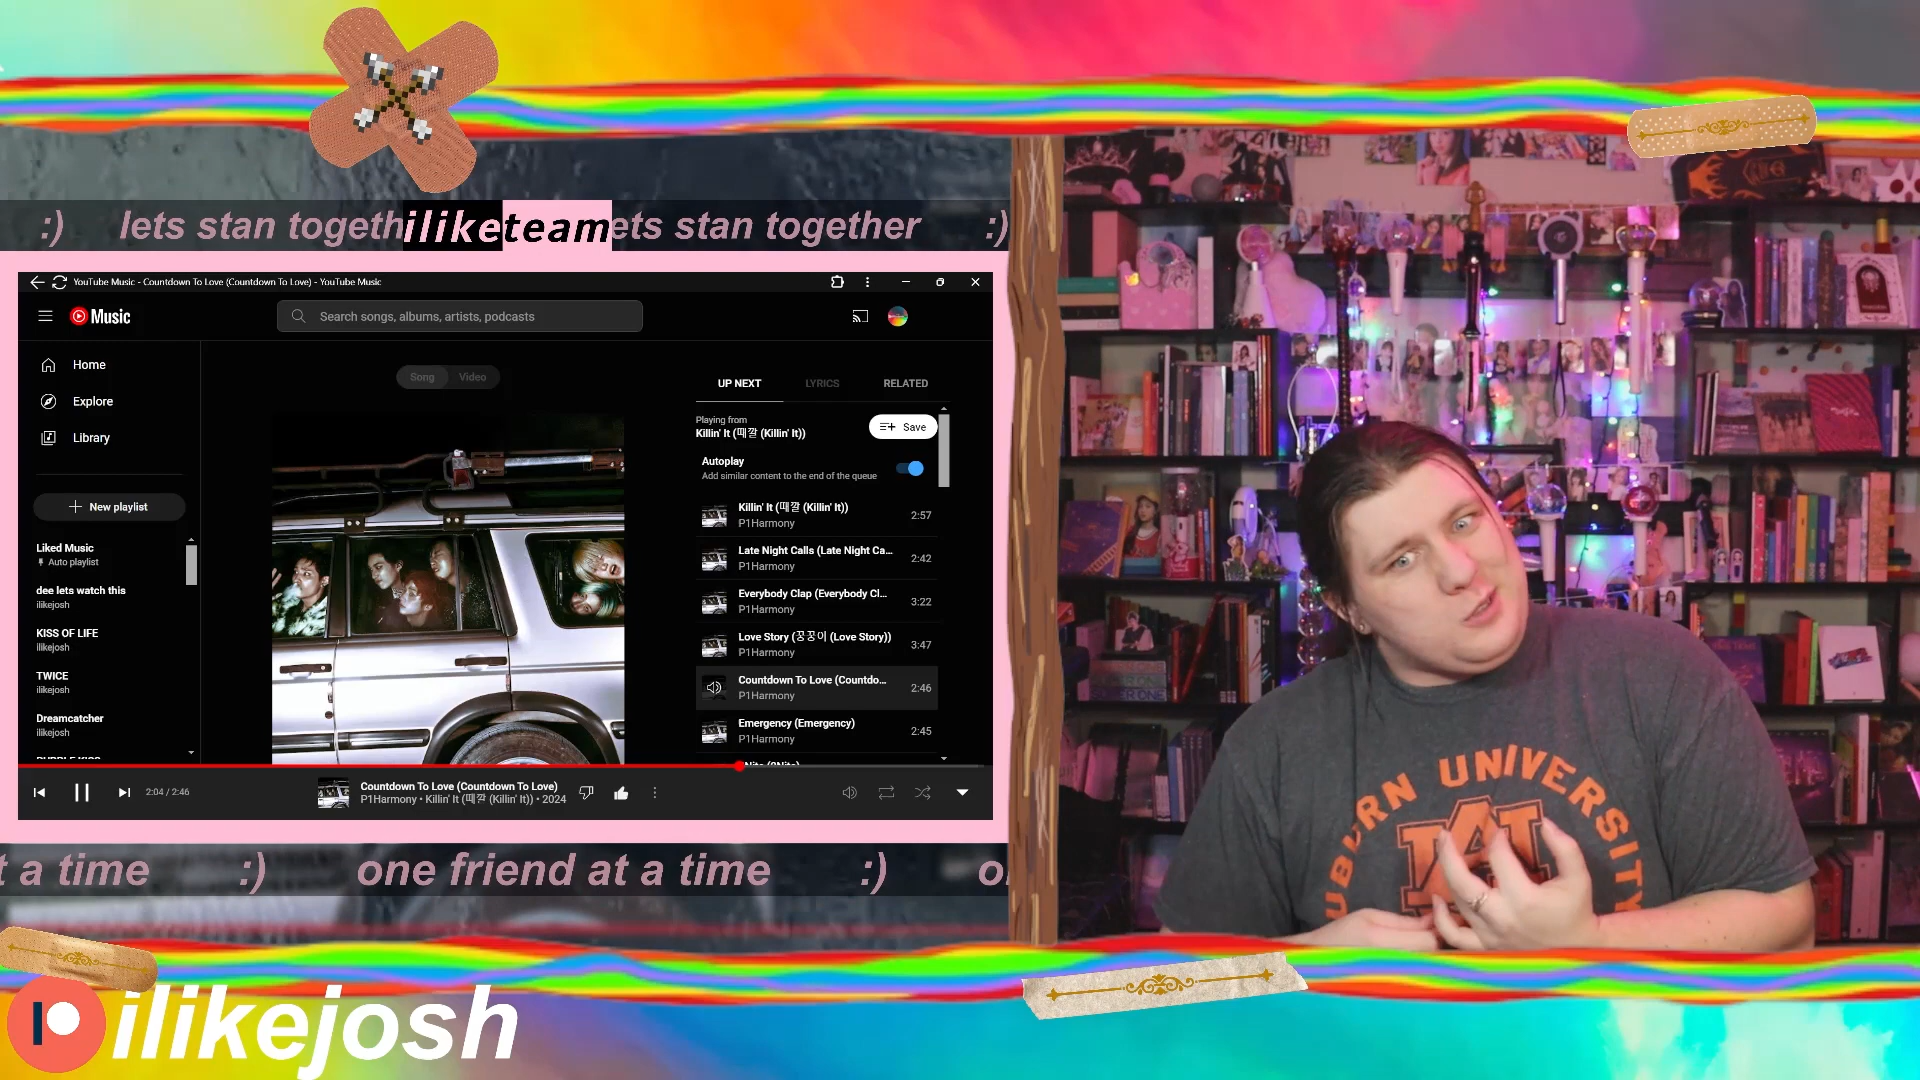 :) lets stan togeth iliketeam ets stan together :)
YouTube Music - Countdown To Love (Countdown To Love) - YouTube Music
Music
Search songs, albums, artists, podcasts
Home
Explore
Library
New playlist
Liked Music
Auto playlist
dee lets watch this
ilikejosh
KISS OF LIFE
ilikejosh
TWICE
ilikejosh
Dreamcatcher
ilikejosh
Song Video
UP NEXT LYRICS RELATED
Playing from
Killin' It (때깔 (Killin' It))
Save
Autoplay
Add similar content to the end of the queue
Killin' It (때깔 (Killin' It))
P1Harmony
2:57
Late Night Calls (Late Night Ca...
P1Harmony
2:42
Everybody Clap (Everybody Cl...
P1Harmony
3:22
Love Story (꿍꿍이 (Love Story))
P1Harmony
3:47
Countdown To Love (Countdo...
P1Harmony
2:46
Emergency (Emergency)
P1Harmony
2:45
2:04 / 2:46
Countdown To Love (Countdown To Love)
P1Harmony • Killin' It (때깔 (Killin' It)) • 2024
t a time :) one friend at a time :) o
ilikejosh
AUBURN UNIVERSITY
AU